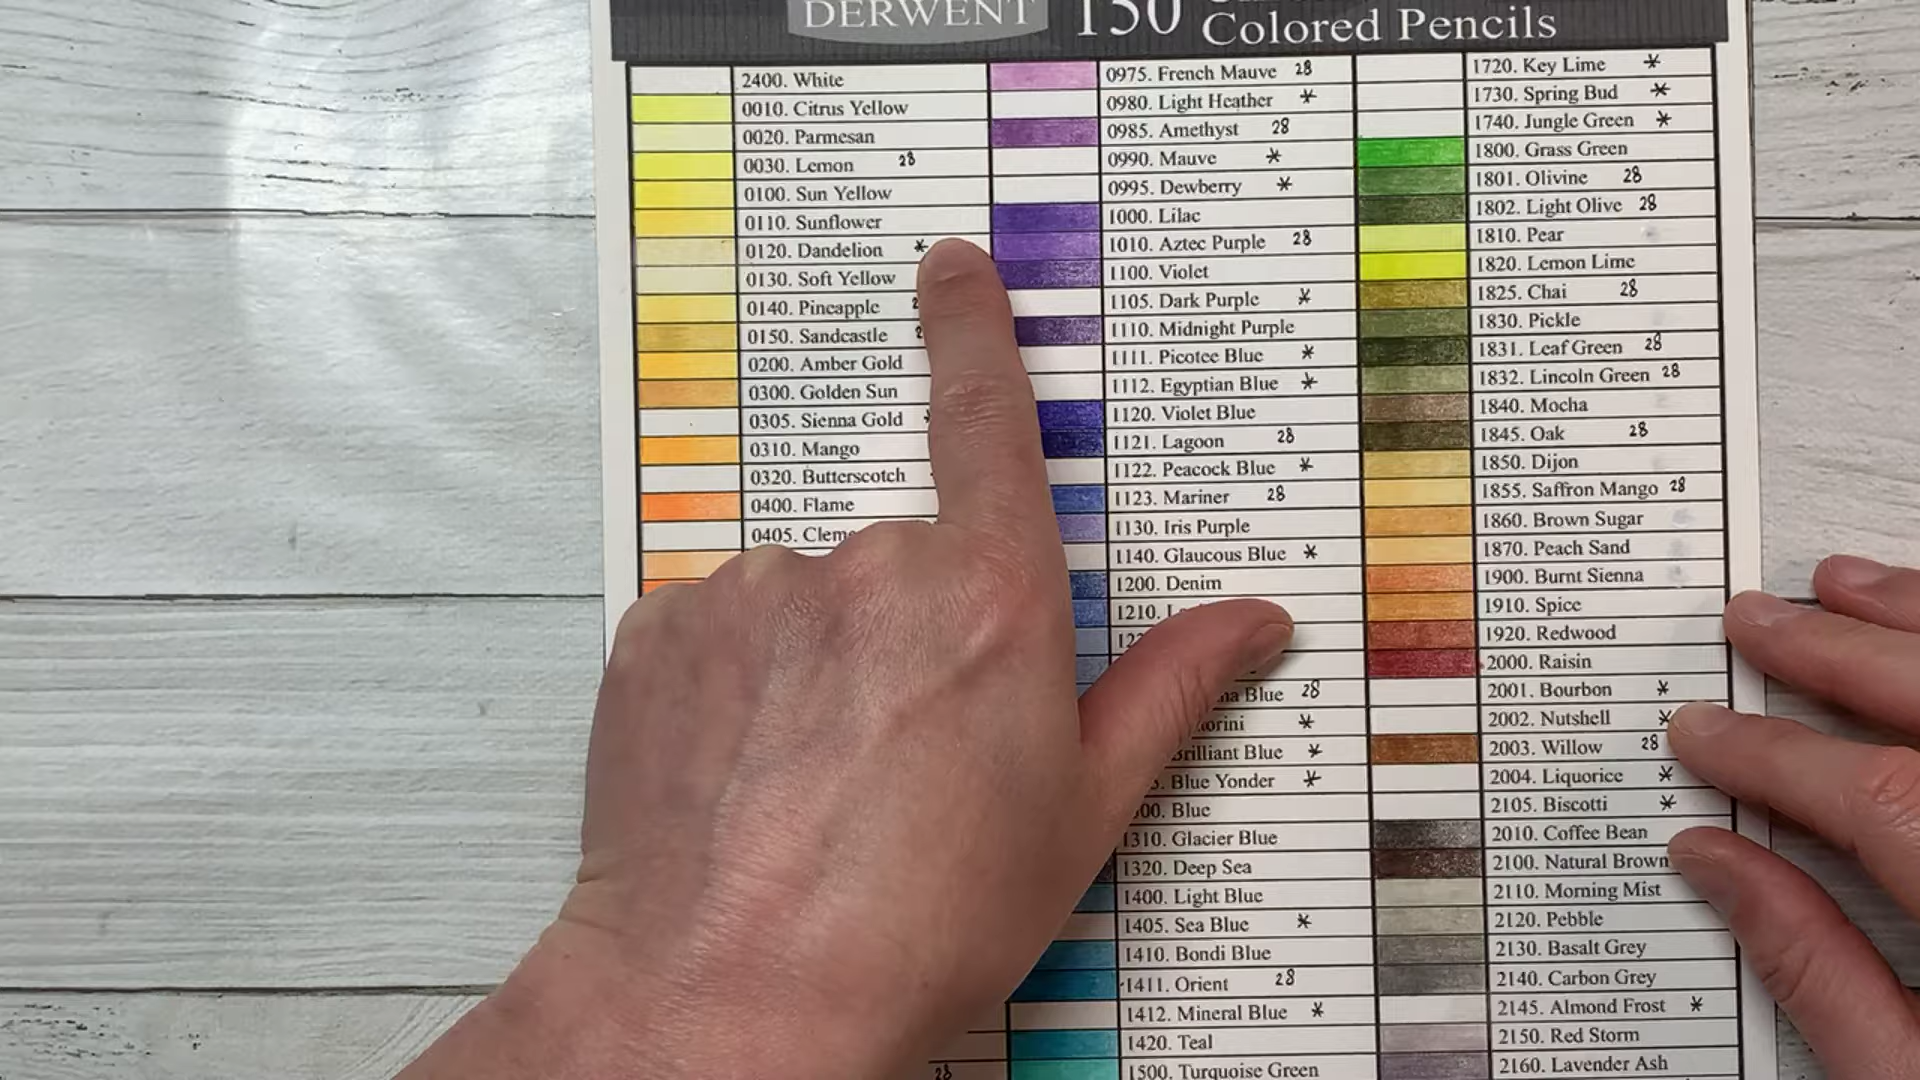 DERWENT 150
Colored Pencils
2400. White
0010. Citrus Yellow
0020. Parmesan
0030. Lemon 28
0100. Sun Yellow
0110. Sunflower
0120. Dandelion *
0130. Soft Yellow
0140. Pineapple
0150. Sandcastle
0200. Amber Gold
0300. Golden Sun
0305. Sienna Gold
0310. Mango
0320. Butterscotch
0400. Flame
0405.
28
0975. French Mauve 28
0980. Light Heather *
0985. Amethyst 28
0990. Mauve *
0995. Dewberry *
1000. Lilac
1010. Aztec Purple 28
1100. Violet
1105. Dark Purple *
1110. Midnight Purple
1111. Picotee Blue *
1112. Egyptian Blue *
1120. Violet Blue
1121. Lagoon 28
1122. Peacock Blue *
1123. Mariner 28
1130. Iris Purple
1140. Glaucous Blue *
1200. Denim
1210.
Blue 28
*
Brilliant Blue *
Blue Yonder *
Blue
1310. Glacier Blue
1320. Deep Sea
1400. Light Blue
1405. Sea Blue *
1410. Bondi Blue
1411. Orient 28
1412. Mineral Blue *
1420. Teal
1500. Turquoise Green
1720. Key Lime *
1730. Spring Bud *
1740. Jungle Green *
1800. Grass Green
1801. Olivine 28
1802. Light Olive 28
1810. Pear
1820. Lemon Lime
1825. Chai 28
1830. Pickle
1831. Leaf Green 28
1832. Lincoln Green 28
1840. Mocha
1845. Oak 28
1850. Dijon
1855. Saffron Mango 28
1860. Brown Sugar
1870. Peach Sand
1900. Burnt Sienna
1910. Spice
1920. Redwood
2000. Raisin
2001. Bourbon *
2002. Nutshell *
2003. Willow 28
2004. Liquorice *
2105. Biscotti *
2010. Coffee Bean
2100. Natural Brown
2110. Morning Mist
2120. Pebble
2130. Basalt Grey
2140. Carbon Grey
2145. Almond Frost *
2150. Red Storm
2160. Lavender Ash